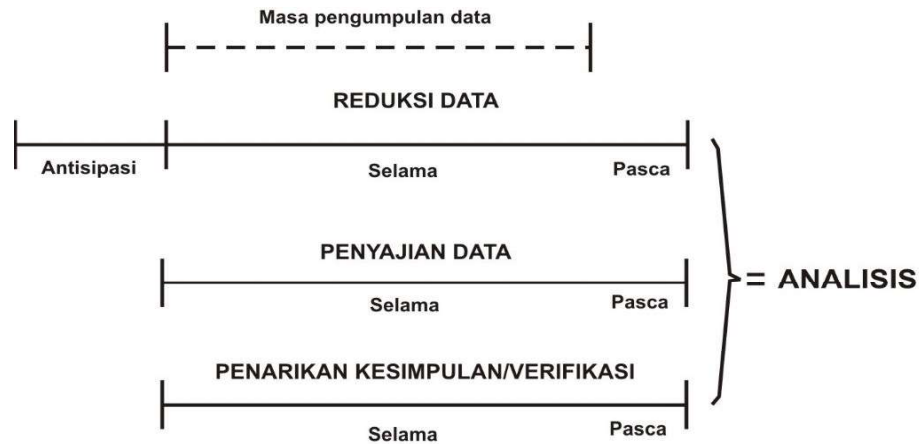 Masa pengumpulan data
REDUKSI DATA
Antisipasi
Selama
Pasca
PENYAJIAN DATA
Selama
Pasca
= ANALISIS
PENARIKAN KESIMPULAN/VERIFIKASI
Selama
Pasca